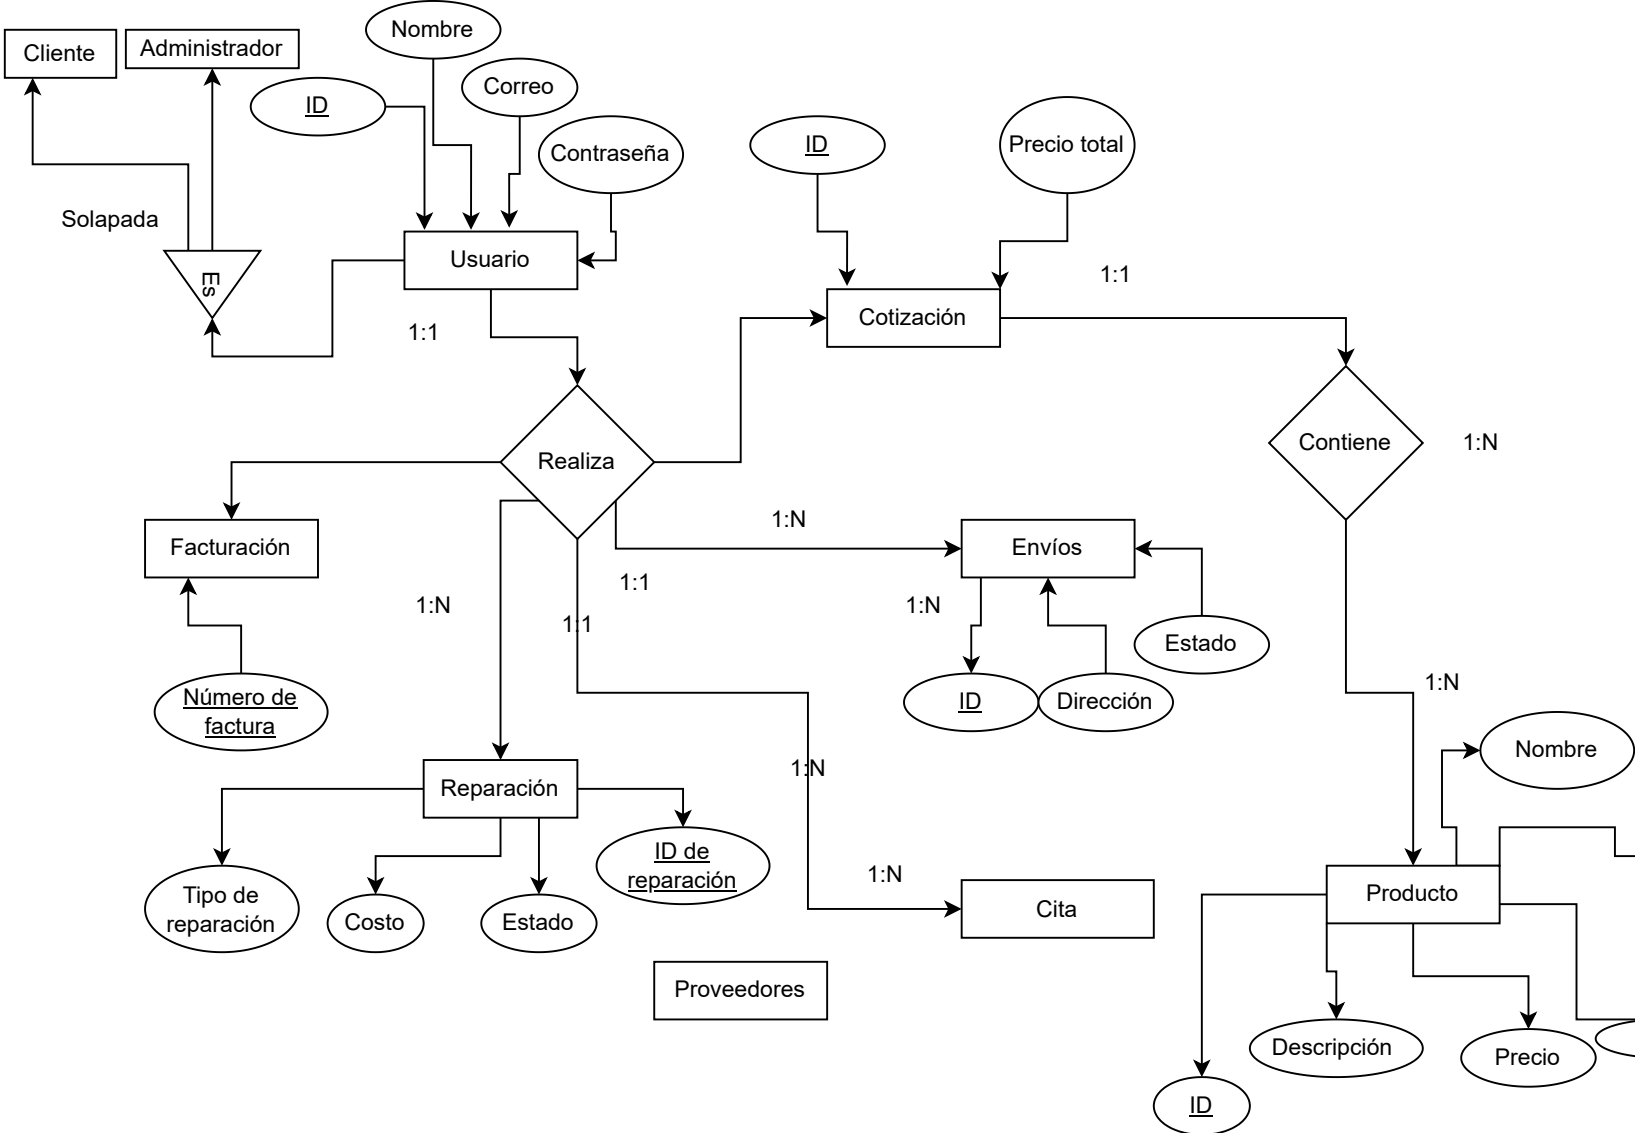 Nombre
Cliente
Administrador
Correo
ID
Contraseña
ID
Precio total
Solapada
Usuario
Es
1:1
Cotización
1:1
Realiza
Contiene
1:N
1:N
Facturación
Envíos
1:1
1:N
1:N
1:1
Estado
Número de
factura
ID
Dirección
1:N
Nombre
1:N
Reparación
ID de
reparación
1:N
Producto
Tipo de
reparación
Costo
Estado
Cita
Proveedores
Descripción
Precio
ID